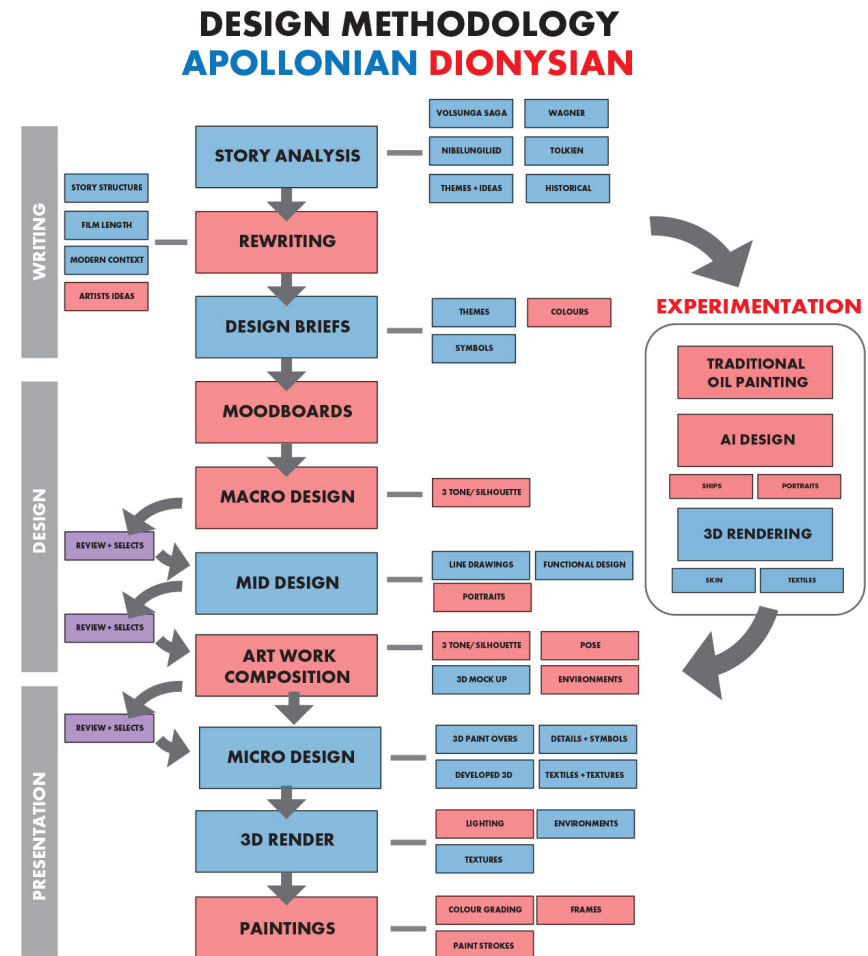 DESIGN METHODOLOGY
APOLLONIAN DIONYSIAN
WRITING
STORY ANALYSIS
VOLSUNGA SAGA
WAGNER
NIBELUNGILIED
TOLKIEN
THEMES + IDEAS
HISTORICAL
STORY STRUCTURE
FILM LENGTH
MODERN CONTEXT
ARTISTS IDEAS
REWRITING
DESIGN BRIEFS
THEMES
COLOURS
SYMBOLS
EXPERIMENTATION
TRADITIONAL
OIL PAINTING
AI DESIGN
SHIPS
PORTRAITS
3D RENDERING
SKIN
TEXTILES
DESIGN
MOODBOARDS
MACRO DESIGN
3 TONE/ SILHOUETTE
REVIEW + SELECTS
MID DESIGN
LINE DRAWINGS
FUNCTIONAL DESIGN
PORTRAITS
REVIEW + SELECTS
ART WORK
COMPOSITION
3 TONE/ SILHOUETTE
POSE
3D MOCK UP
ENVIRONMENTS
PRESENTATION
REVIEW + SELECTS
MICRO DESIGN
3D PAINT OVERS
DETAILS + SYMBOLS
DEVELOPED 3D
TEXTILES + TEXTURES
3D RENDER
LIGHTING
ENVIRONMENTS
TEXTURES
PAINTINGS
COLOUR GRADING
FRAMES
PAINT STROKES